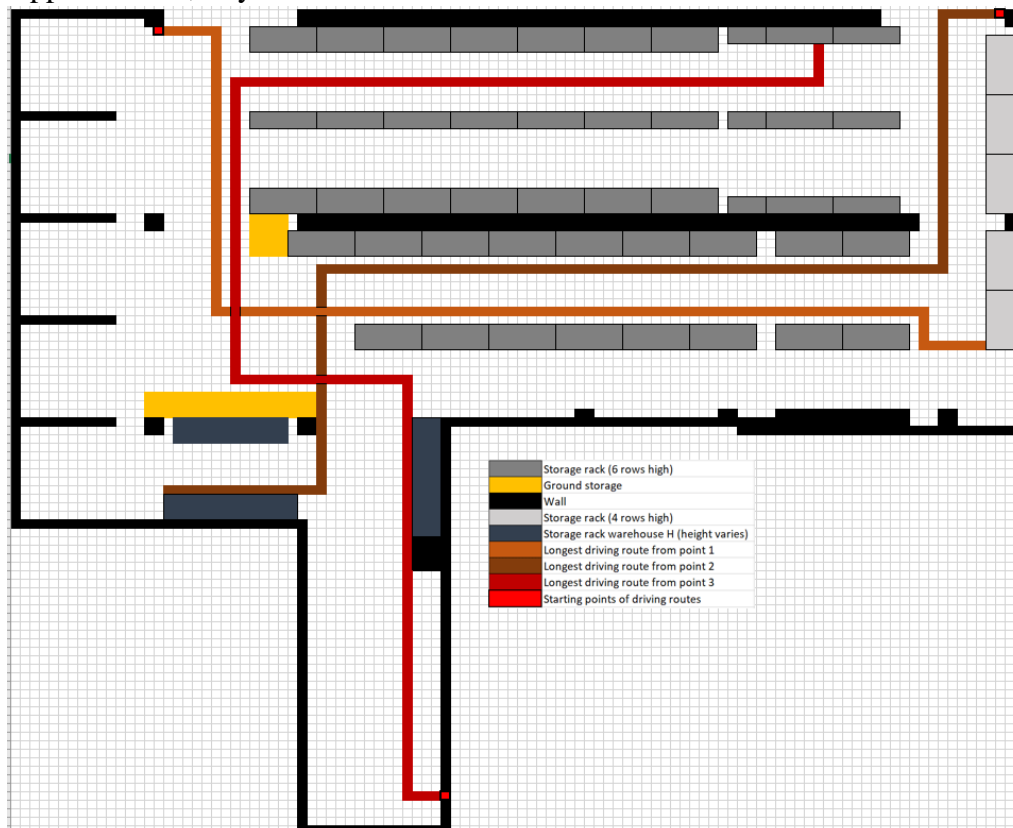 Storage rack (6 rows high)
Ground storage
Wall
Storage rack (4 rows high)
Storage rack warehouse H (height varies)
Longest driving route from point 1
Longest driving route from point 2
Longest driving route from point 3
Starting points of driving routes